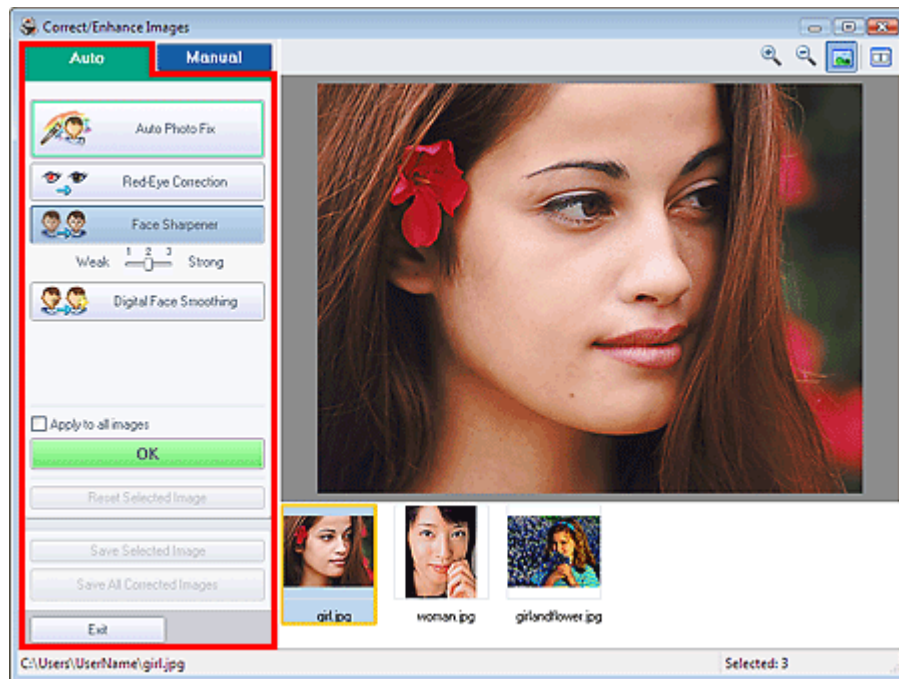 Correct/Enhance Images
Auto
Manual
Auto Photo Fix
Red-Eye Correction
Face Sharpener
1 2 3
Weak Strong
Digital Face Smoothing
Apply to all images
OK
Reset Selected Image
Save Selected Image
Save All Corrected Images
Exit
girl.jpg
woman.jpg
girlandflower.jpg
C:\Users\UserName\girl.jpg
Selected: 3